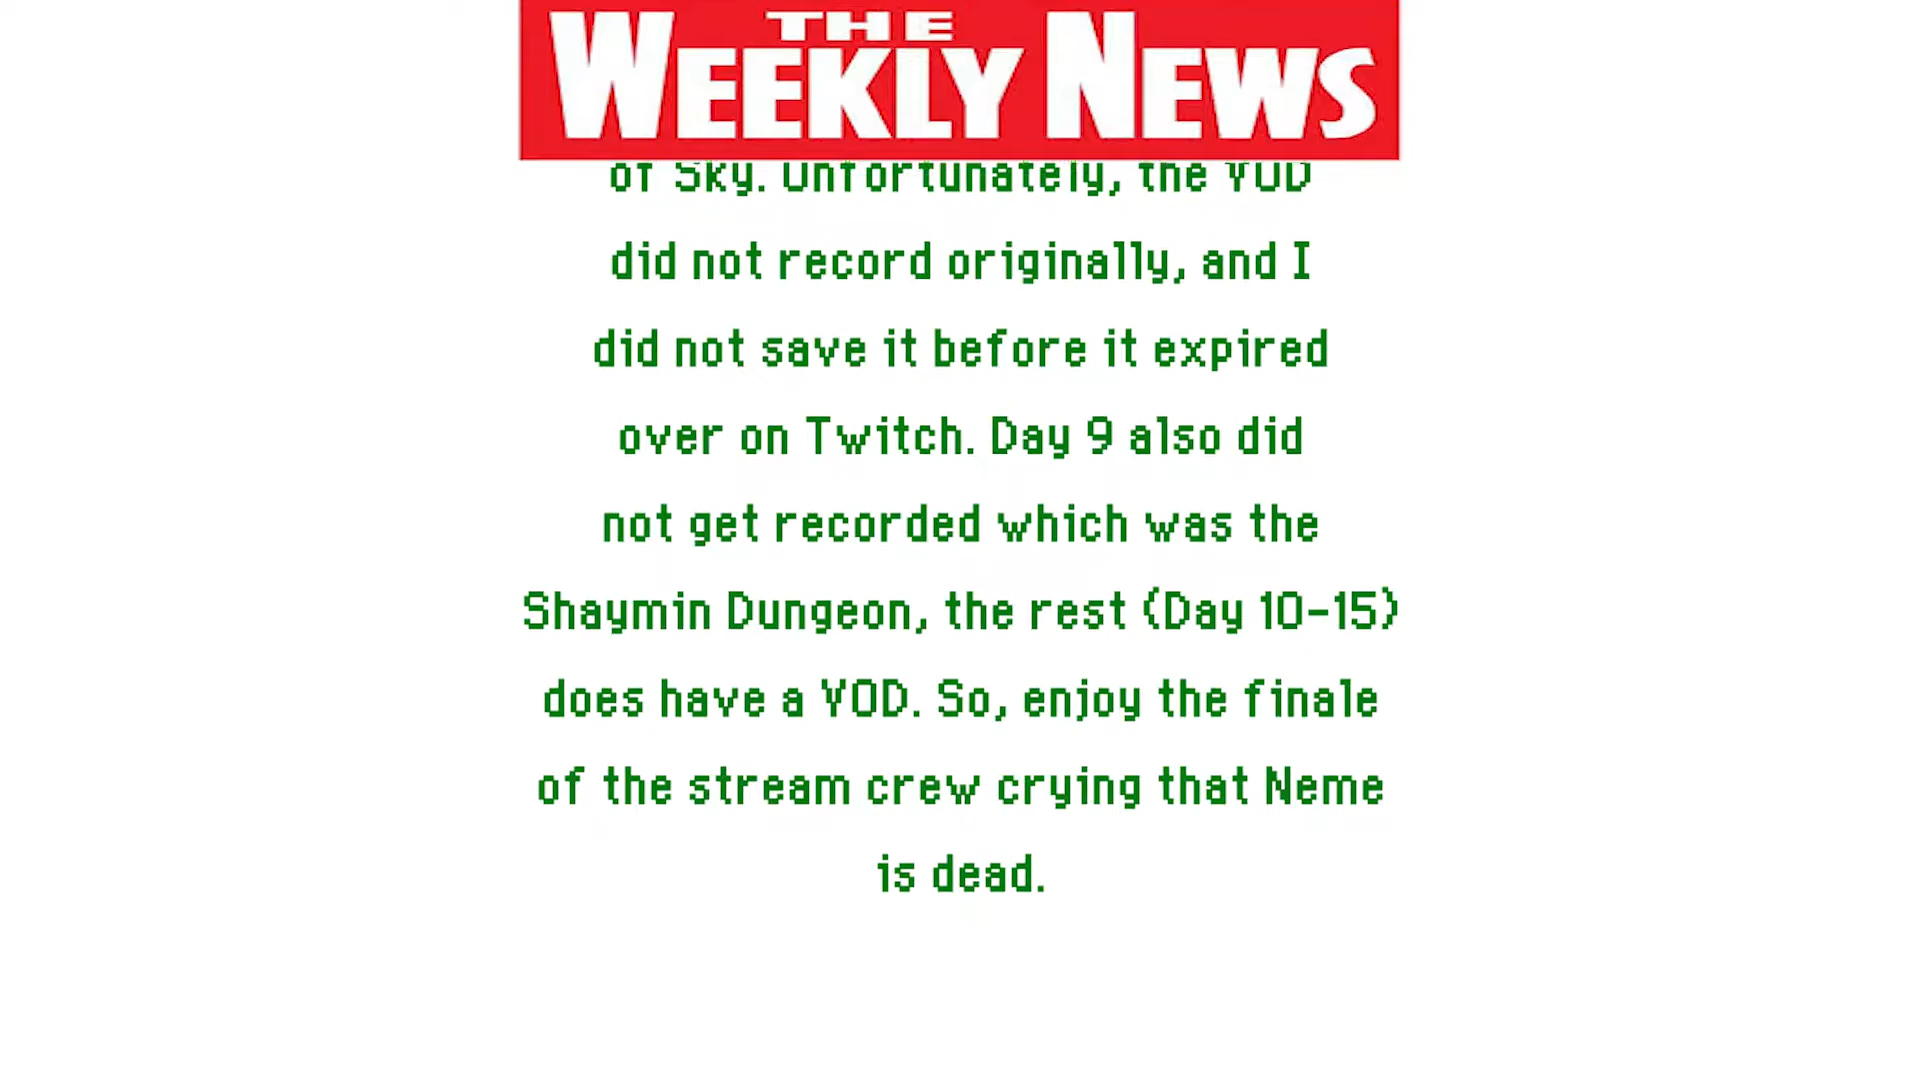 THE
WEEKLY NEWS
of Sky. Unfortunately, the VOD
did not record originally, and I
did not save it before it expired
over on Twitch. Day 9 also did
not get recorded which was the
Shaymin Dungeon, the rest (Day 10-15)
does have a VOD. So, enjoy the finale
of the stream crew crying that Neme
is dead.